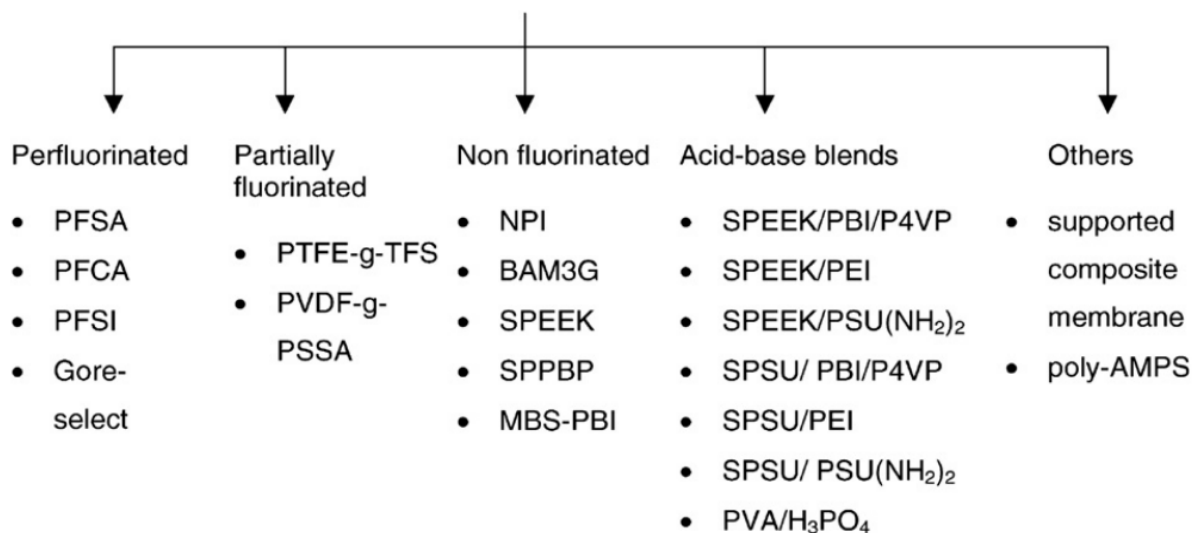 Perfluorinated
• PFSA
• PFCA
• PFSI
• Gore-
select
Partially
fluorinated
• PTFE-g-TFS
• PVDF-g-
PSSA
Non fluorinated
• NPI
• BAM3G
• SPEEK
• SPPBP
• MBS-PBI
Acid-base blends
• SPEEK/PBI/P4VP
• SPEEK/PEI
• SPEEK/PSU(NH₂)₂
• SPSU/ PBI/P4VP
• SPSU/PEI
• SPSU/ PSU(NH₂)₂
• PVA/H₃PO₄
Others
• supported
composite
membrane
• poly-AMPS